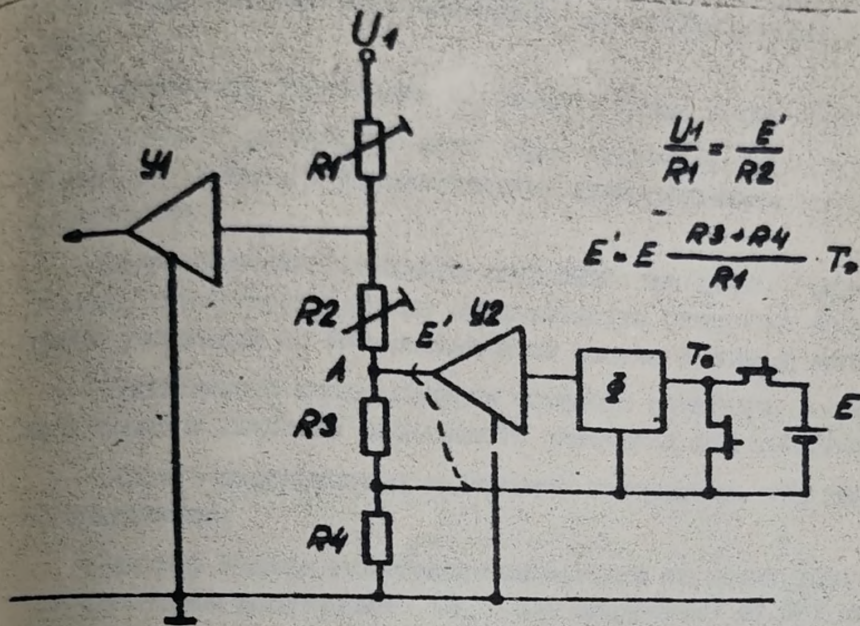 U1
У1
R1
U1/R1 = E'/R2
E' = E R3+R4/R1 · T₀
R2
E'
У2
A
Ф
T₀
E
R3
R4